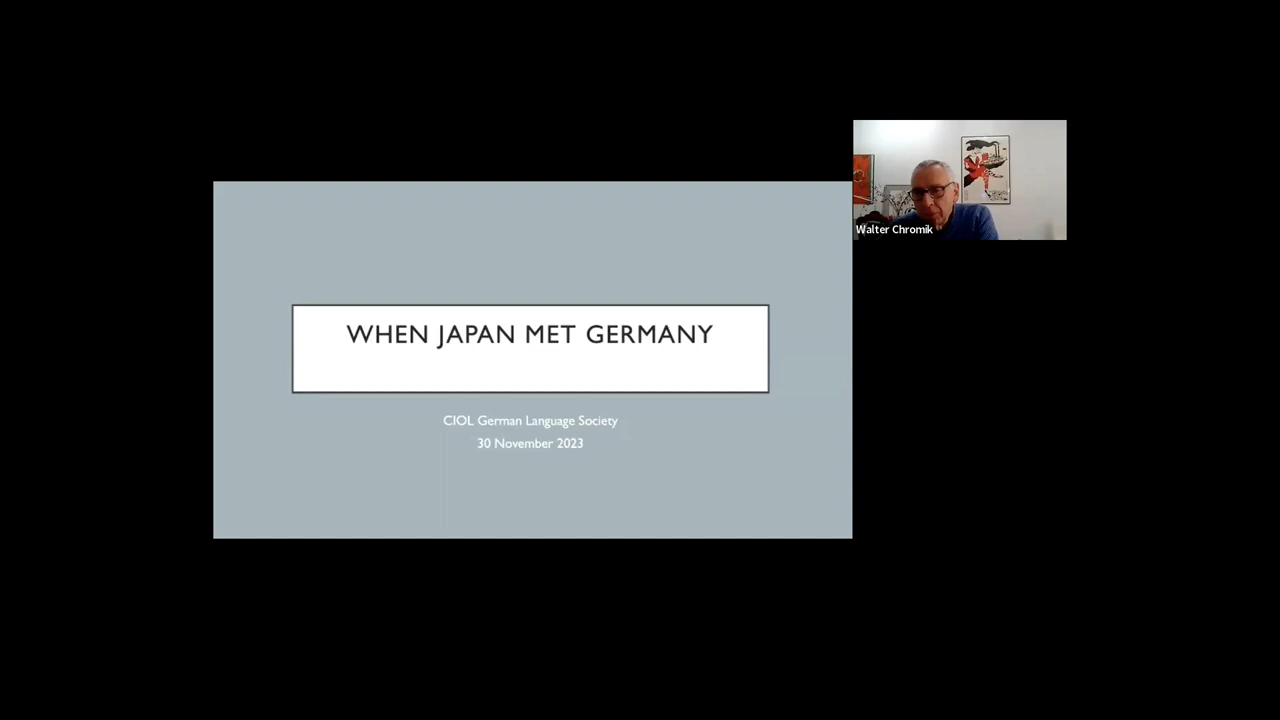 WHEN JAPAN MET GERMANY
CIOL German Language Society
30 November 2023
Walter Chromik